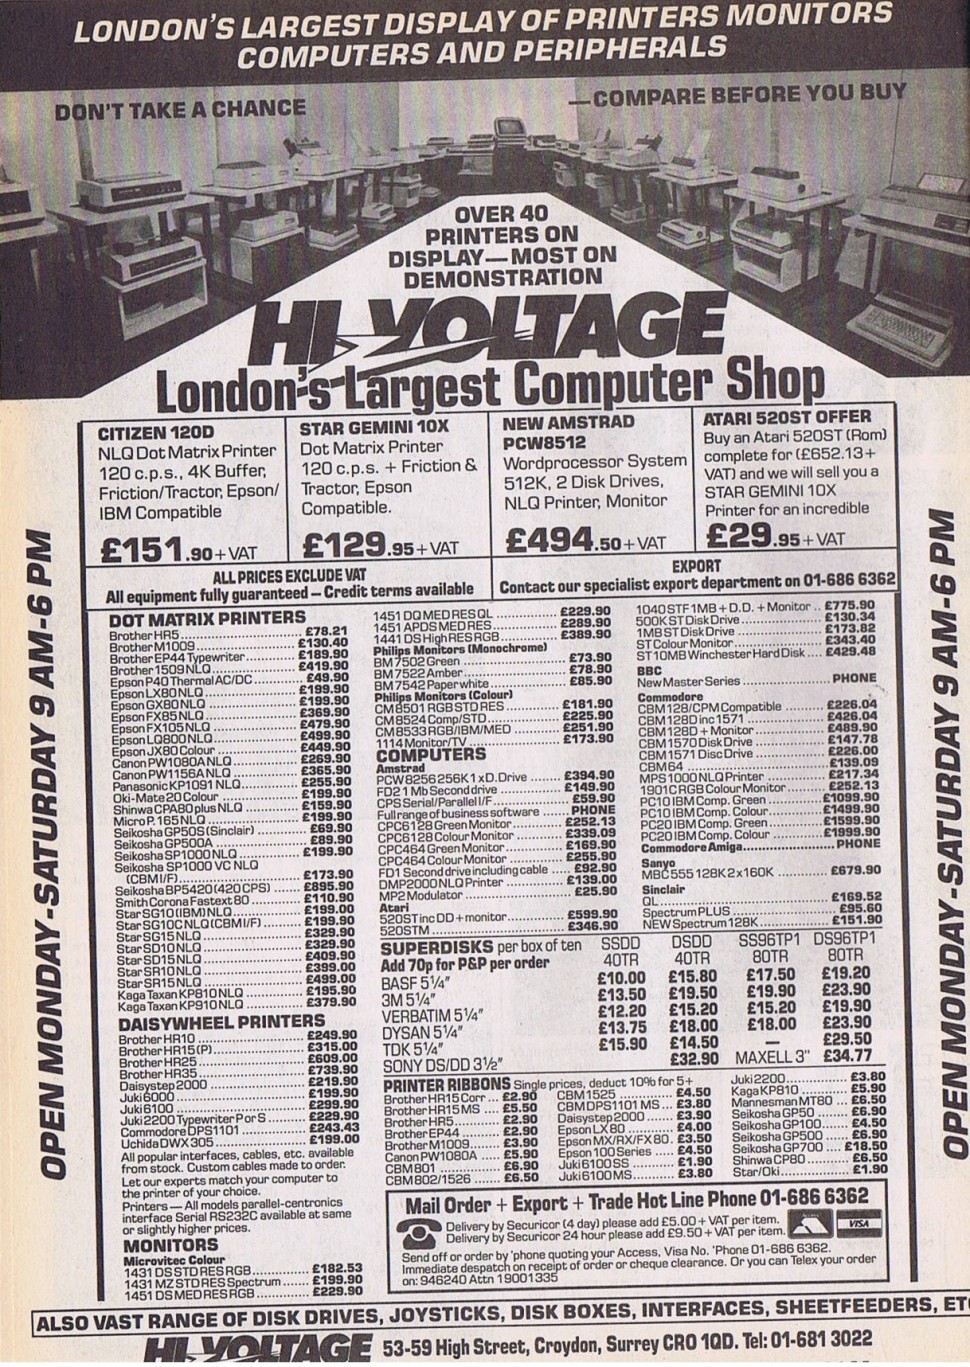 LONDON'S LARGEST DISPLAY OF PRINTERS MONITORS
COMPUTERS AND PERIPHERALS
DON'T TAKE A CHANCE
—COMPARE BEFORE YOU BUY
OVER 40
PRINTERS ON
DISPLAY—MOST ON
DEMONSTRATION
HI-VOLTAGE
London's Largest Computer Shop
CITIZEN 120D
NLQ Dot Matrix Printer
120 c.p.s., 4K Buffer,
Friction/Tractor, Epson/
IBM Compatible
£151.90+VAT
STAR GEMINI 10X
Dot Matrix Printer
120 c.p.s. + Friction &
Tractor, Epson
Compatible.
£129.95+VAT
NEW AMSTRAD
PCW8512
Wordprocessor System
512K, 2 Disk Drives,
NLQ Printer, Monitor
£494.50+VAT
ATARI 520ST OFFER
Buy an Atari 520ST (Rom)
complete for (£652.13+
VAT) and we will sell you a
STAR GEMINI 10X
Printer for an incredible
£29.95+VAT
ALL PRICES EXCLUDE VAT
All equipment fully guaranteed – Credit terms available
EXPORT
Contact our specialist export department on 01-686 6362
OPEN MONDAY-SATURDAY 9 AM-6 PM
DOT MATRIX PRINTERS
Brother HR5 £78.21
Brother M1009 £130.40
Brother EP44 Typewriter £189.90
Brother 1509 NLQ £419.90
Epson P40 Thermal AC/DC £49.90
Epson LX80 NLQ £199.90
Epson GX80 NLQ £199.90
Epson FX85 NLQ £369.90
Epson FX105 NLQ £479.90
Epson LQ800 NLQ £499.90
Epson JX80 Colour £449.90
Canon PW1080A NLQ £269.90
Canon PW1156A NLQ £365.90
Panasonic KP1091 NLQ £255.90
Oki-Mate 20 Colour £199.90
Shinwa CPA80 plus NLQ £159.90
Micro P.165 NLQ £199.90
Seikosha GP50S (Sinclair) £69.90
Seikosha GP500A £89.90
Seikosha SP1000 NLQ £199.90
Seikosha SP1000 VC NLQ
(CBM I/F) £173.90
Seikosha BP5420 (420 CPS) £895.90
Smith Corona Fastext 80 £110.90
Star SG10 (IBM) NLQ £199.00
Star SG10C NLQ (CBM I/F) £199.90
Star SG15 NLQ £329.90
Star SD10 NLQ £329.90
Star SD15 NLQ £409.90
Star SR10 NLQ £399.00
Star SR15 NLQ £499.00
Kaga Taxan KP810 NLQ £195.90
Kaga Taxan KP910 NLQ £379.90
DAISYWHEEL PRINTERS
Brother HR10 £249.90
Brother HR15 (P) £315.00
Brother HR25 £609.00
Brother HR35 £739.90
Daisystep 2000 £219.90
Juki 6000 £199.90
Juki 6100 £299.90
Juki 2200 Typewriter P or S £229.90
Commodore DPS1101 £243.43
Uchida DWX 305 £199.00
All popular interfaces, cables, etc. available
from stock. Custom cables made to order.
Let our experts match your computer to
the printer of your choice.
Printers — All models parallel-centronics
interface Serial RS232C available at same
or slightly higher prices.
MONITORS
Microvitec Colour
1431 DS STD RES RGB £182.53
1431 MZ STD RES Spectrum £199.90
1451 DS MED RES RGB £229.90
1451 DQ MED RES QL £229.90
1451 APDS MED RES £289.90
1441 DS High RES RGB £389.90
Philips Monitors (Monochrome)
BM 7502 Green £73.90
BM 7522 Amber £78.90
BM 7542 Paper white £85.90
Philips Monitors (Colour)
CM 8501 RGB STD RES £181.90
CM 8524 Comp/STD £225.90
CM 8533 RGB/IBM/MED £251.90
1114 Monitor/TV £173.90
COMPUTERS
Amstrad
PCW 8256 256K 1 x D. Drive £394.90
FD2 1 Mb Second drive £149.90
CPS Serial/Parallel I/F £59.90
Full range of business software PHONE
CPC6128 Green Monitor £252.13
CPC6128 Colour Monitor £339.09
CPC464 Green Monitor £169.90
CPC464 Colour Monitor £255.90
FD1 Second drive including cable £92.90
DMP2000 NLQ Printer £139.00
MP2 Modulator £25.90
Atari
520ST inc DD + monitor £599.90
520STM £346.90
1040STF 1MB + D.D. + Monitor £775.90
500K ST Disk Drive £130.34
1MB ST Disk Drive £173.82
ST Colour Monitor £343.40
ST 10MB Winchester Hard Disk £429.48
BBC
New Master Series PHONE
Commodore
CBM 128/CPM Compatible £226.04
CBM 128D inc 1571 £426.04
CBM 128D + Monitor £489.90
CBM 1570 Disk Drive £147.78
CBM 1571 Disc Drive £226.00
CBM64 £139.09
MPS 1000 NLQ Printer £217.34
1901C RGB Colour Monitor £252.13
PC10 IBM Comp. Green £1099.90
PC10 IBM Comp. Colour £1499.90
PC20 IBM Comp. Green £1599.90
PC20 IBM Comp. Colour £1999.90
Commodore Amiga PHONE
Sanyo
MBC 555 128K 2 x 160K £679.90
Sinclair
QL £169.52
Spectrum PLUS £95.60
NEW Spectrum 128K £151.90
SUPERDISKS per box of ten SSDD DSDD SS96TP1 DS96TP1
Add 70p for P&P per order 40TR 40TR 80TR 80TR
BASF 5¼" £10.00 £15.80 £17.50 £19.20
3M 5¼" £13.50 £19.50 £19.90 £23.90
VERBATIM 5¼" £12.20 £15.20 £15.20 £19.90
DYSAN 5¼" £13.75 £18.00 £18.00 £23.90
TDK 5¼" £15.90 £14.50 — £29.50
SONY DS/DD 3½" £32.90 MAXELL 3" £34.77
PRINTER RIBBONS Single prices, deduct 10% for 5+
Brother HR15 Corr £2.90
Brother HR15 MS £5.50
Brother HR5 £2.90
Brother EP44 £2.90
Brother M1009 £3.90
Canon PW1080A £5.90
CBM 801 £6.90
CBM 802/1526 £6.50
CBM 1525 £4.50
CBM DPS1101 MS £3.80
Daisystep 2000 £3.90
Epson LX80 £4.00
Epson MX/RX/FX 80 £3.50
Epson 100 Series £4.50
Juki 6100 SS £1.90
Juki 6100 MS £3.80
Juki 2200 £3.80
Kaga KP810 £5.90
Mannesman MT80 £6.50
Seikosha GP50 £6.90
Seikosha GP100 £4.50
Seikosha GP500 £6.90
Seikosha GP700 £18.50
Shinwa CP80 £6.50
Star/Oki £1.90
Mail Order + Export + Trade Hot Line Phone 01-686 6362
Delivery by Securicor (4 day) please add £5.00 + VAT per item.
Delivery by Securicor 24 hour please add £9.50 + VAT per item.
VISA
Send off or order by 'phone quoting your Access, Visa No. 'Phone 01-686 6362.
Immediate despatch on receipt of order or cheque clearance. Or you can Telex your order
on: 946240 Attn 19001335
OPEN MONDAY-SATURDAY 9 AM-6 PM
ALSO VAST RANGE OF DISK DRIVES, JOYSTICKS, DISK BOXES, INTERFACES, SHEETFEEDERS, ETC
HI-VOLTAGE 53-59 High Street, Croydon, Surrey CRO 1QD. Tel: 01-681 3022